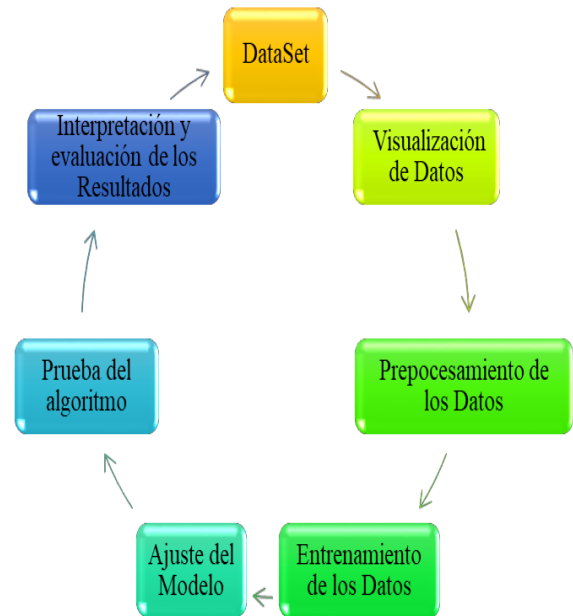 DataSet
Visualización
de Datos
Prepocesamiento de
los Datos
Entrenamiento
de los Datos
Ajuste del
Modelo
Prueba del
algoritmo
Interpretación y
evaluación de los
Resultados